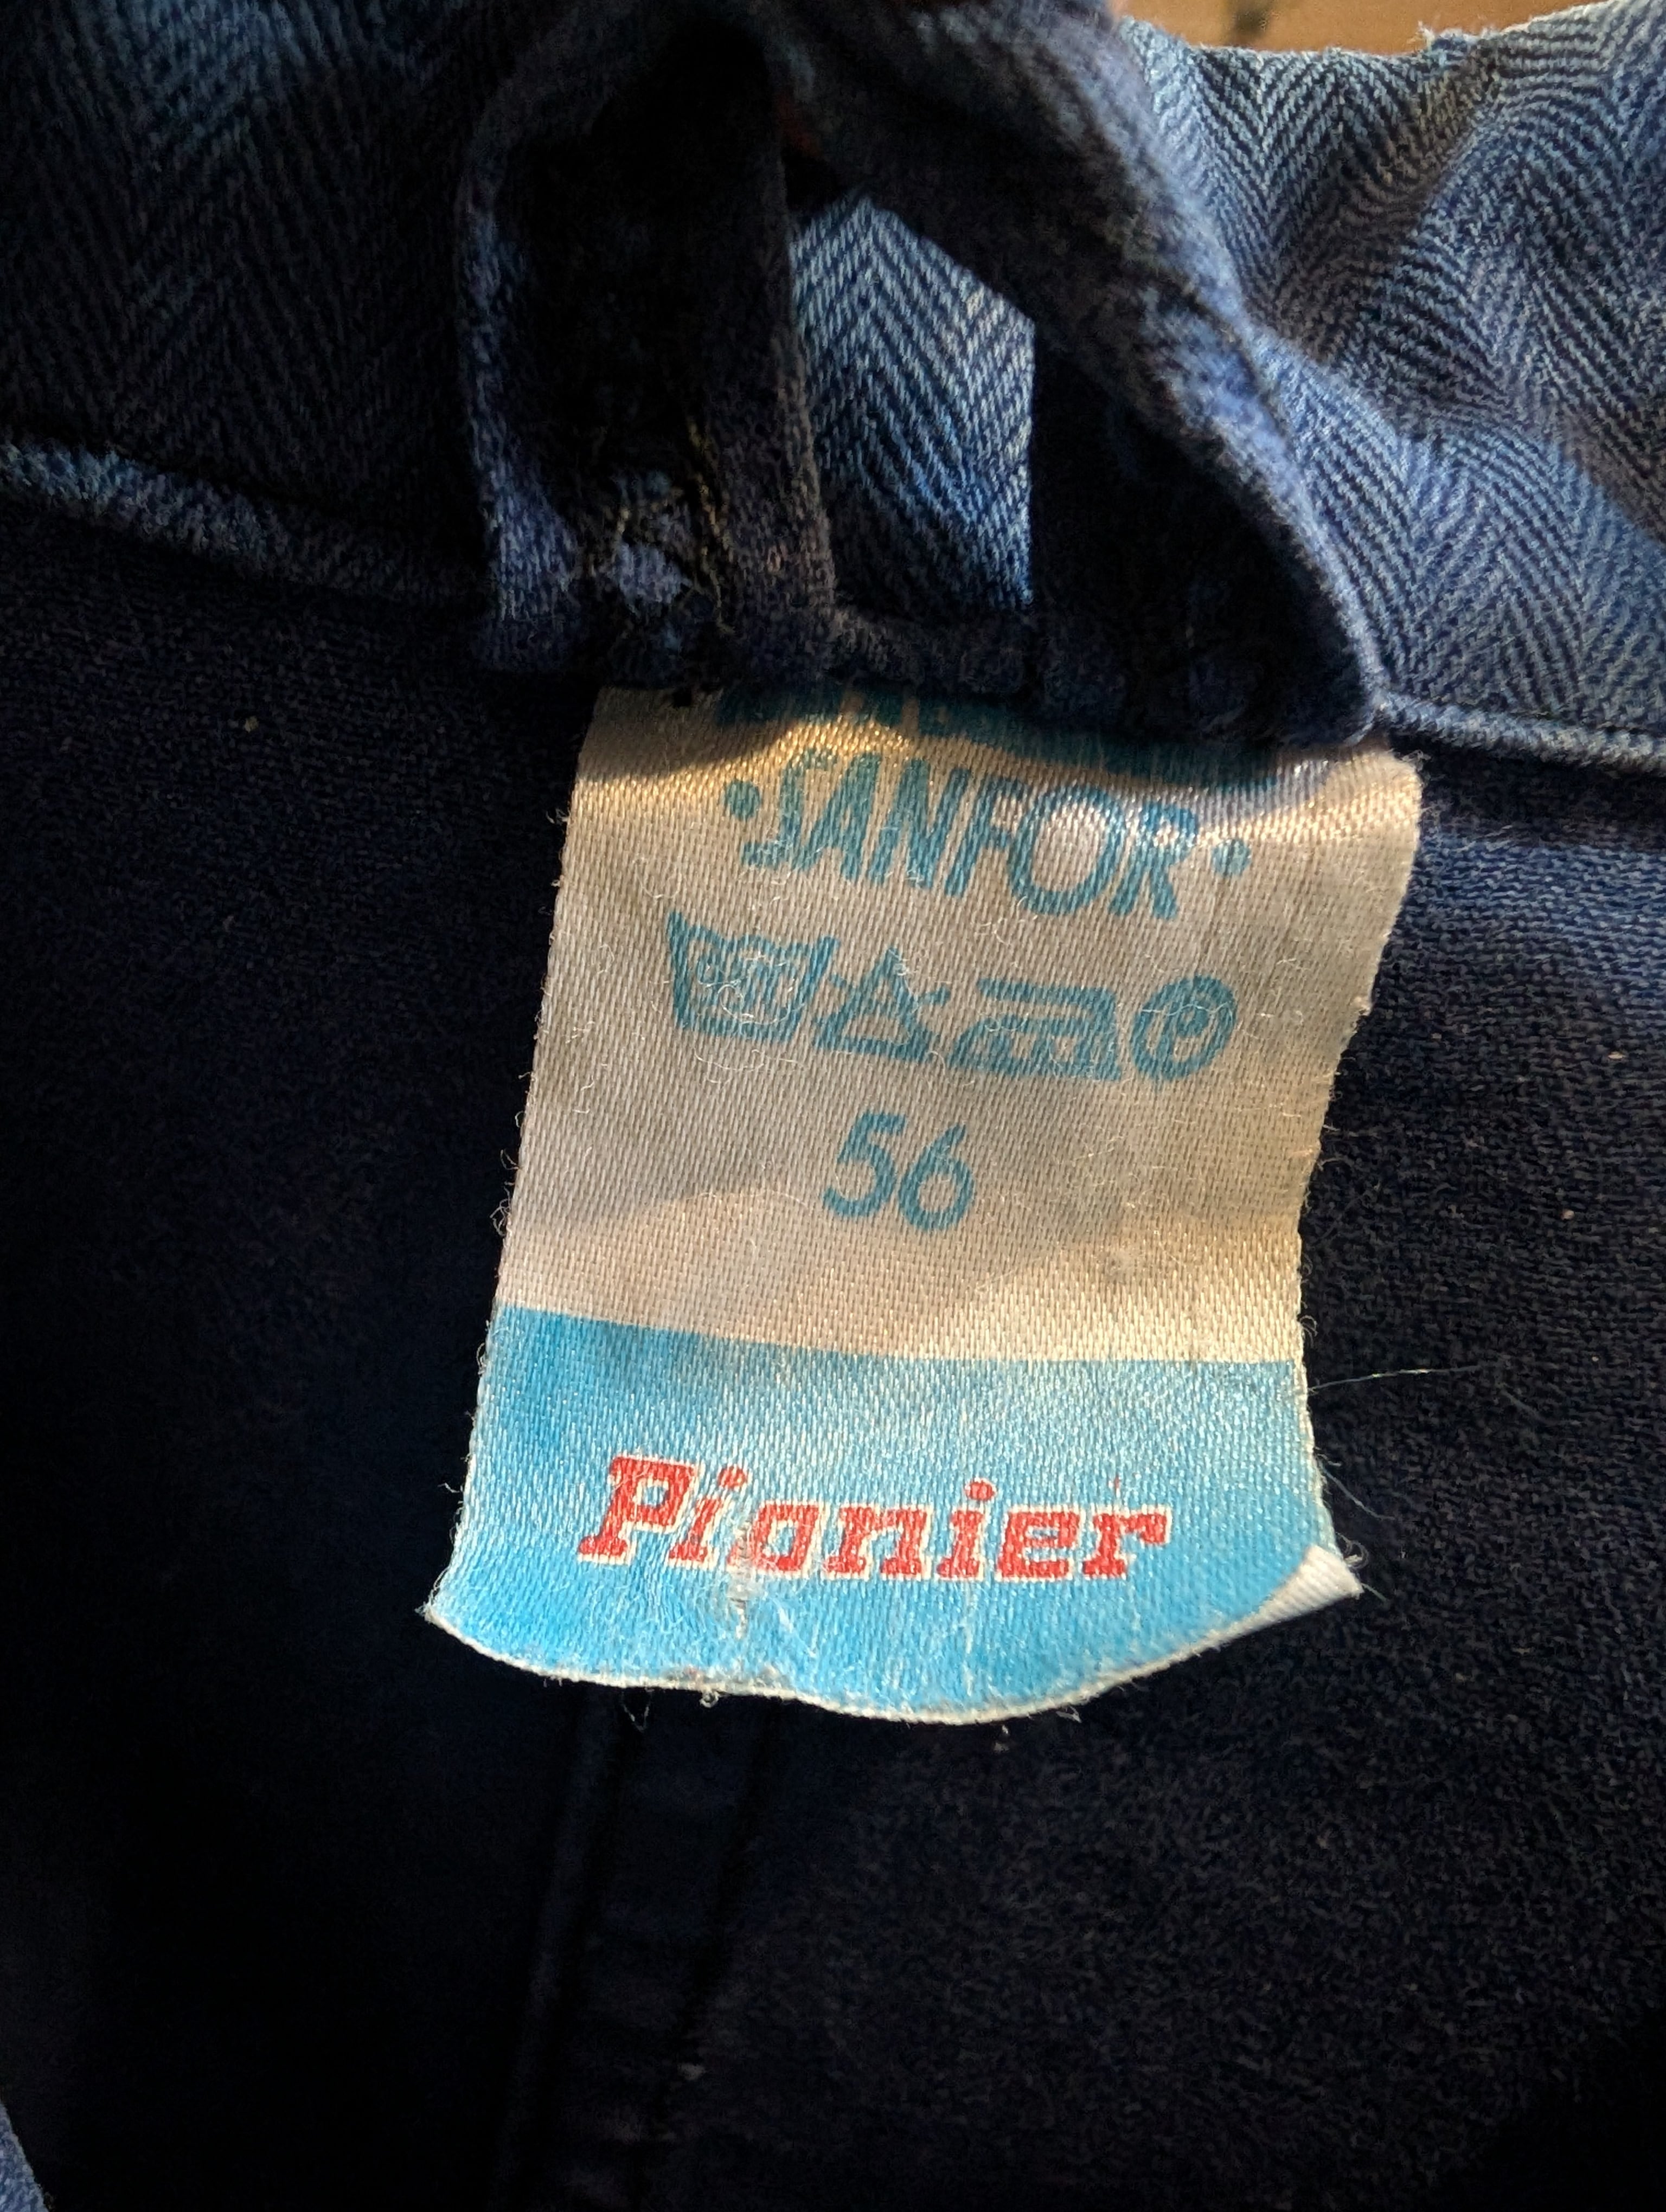 ·SANFOR·
56
Pionier